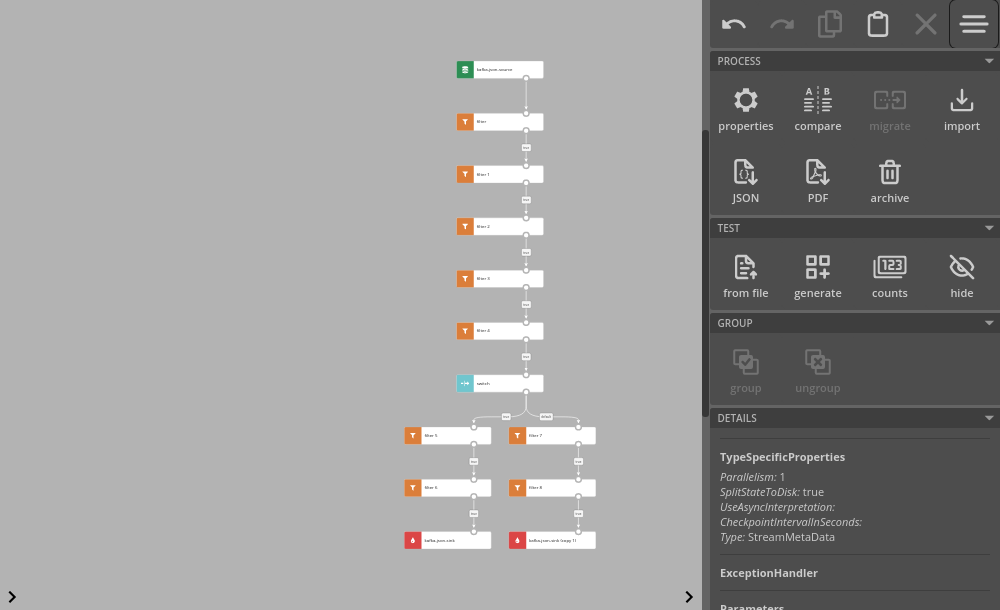 PROCESS
A B
properties
compare
migrate
import
JSON
PDF
archive
TEST
123
from file
generate
counts
hide
GROUP
group
ungroup
DETAILS
TypeSpecificProperties
Parallelism: 1
SplitStateToDisk: true
UseAsyncInterpretation:
CheckpointIntervalInSeconds:
Type: StreamMetaData
ExceptionHandler
Parameters
kafka-json-source
filter
true
filter 1
true
filter 2
true
filter 3
true
filter 4
true
switch
true
default
filter 5
filter 7
true
true
filter 6
filter 8
true
true
kafka-json-sink
kafka-json-sink (copy 1)